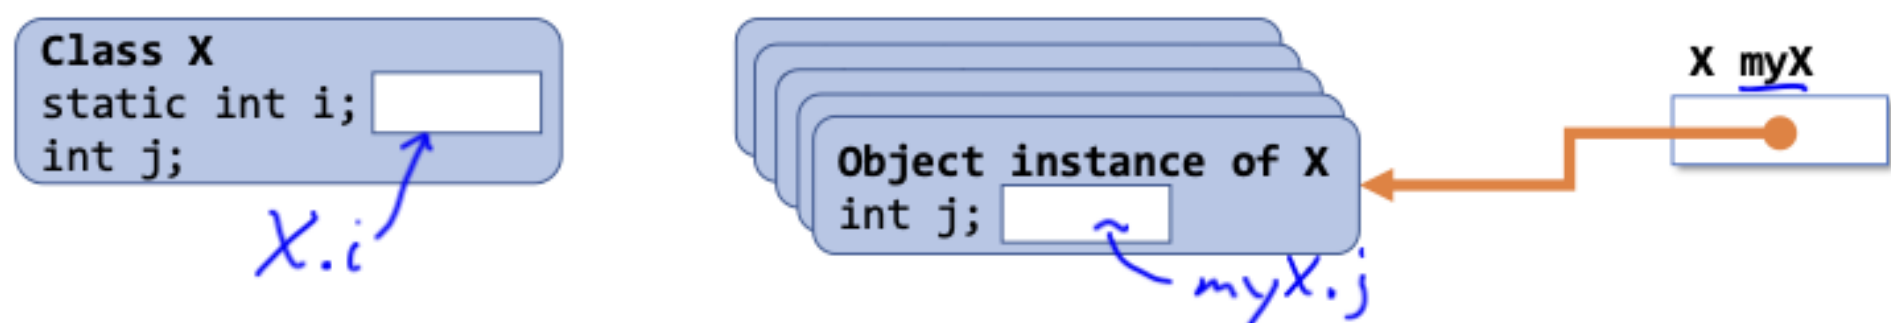 Class X
static int i;
int j;
X.i
Object instance of X
int j;
myX.j
X myX